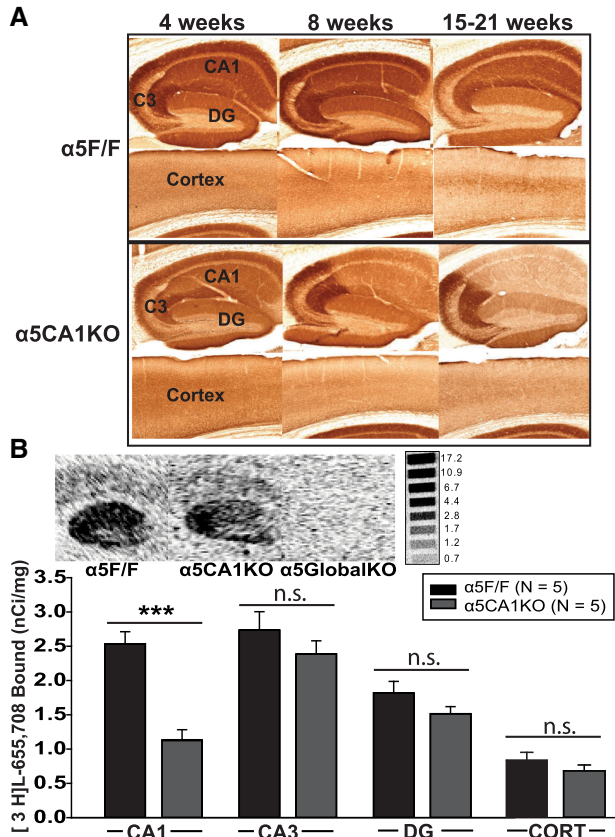 A
4 weeks 8 weeks 15-21 weeks
CA1
C3
DG
α5F/F
Cortex
CA1
C3
DG
α5CA1KO
Cortex
B
17.2
10.9
6.7
4.4
2.8
1.7
1.2
0.7
α5F/F α5CA1KO α5GlobalKO
α5F/F (N = 5)
α5CA1KO (N = 5)
[ 3 H]L-655,708 Bound (nCi/mg)
3.5
3.0
2.5
2.0
1.5
1.0
0.5
0.0
*** n.s. n.s. n.s.
CA1 CA3 DG CORT